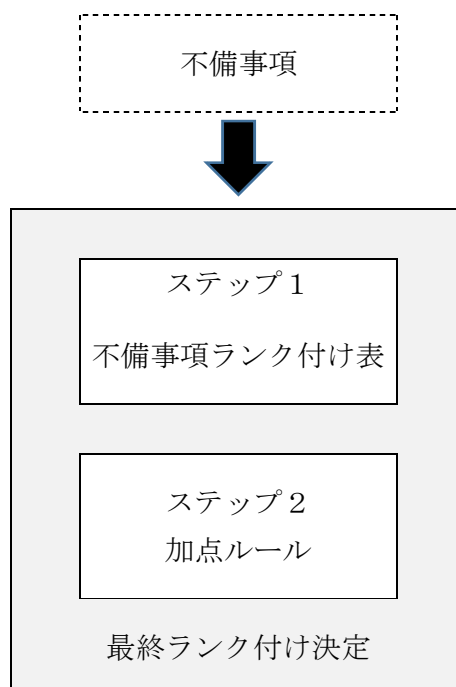 不備事項
ステップ１
不備事項ランク付け表
ステップ２
加点ルール
最終ランク付け決定